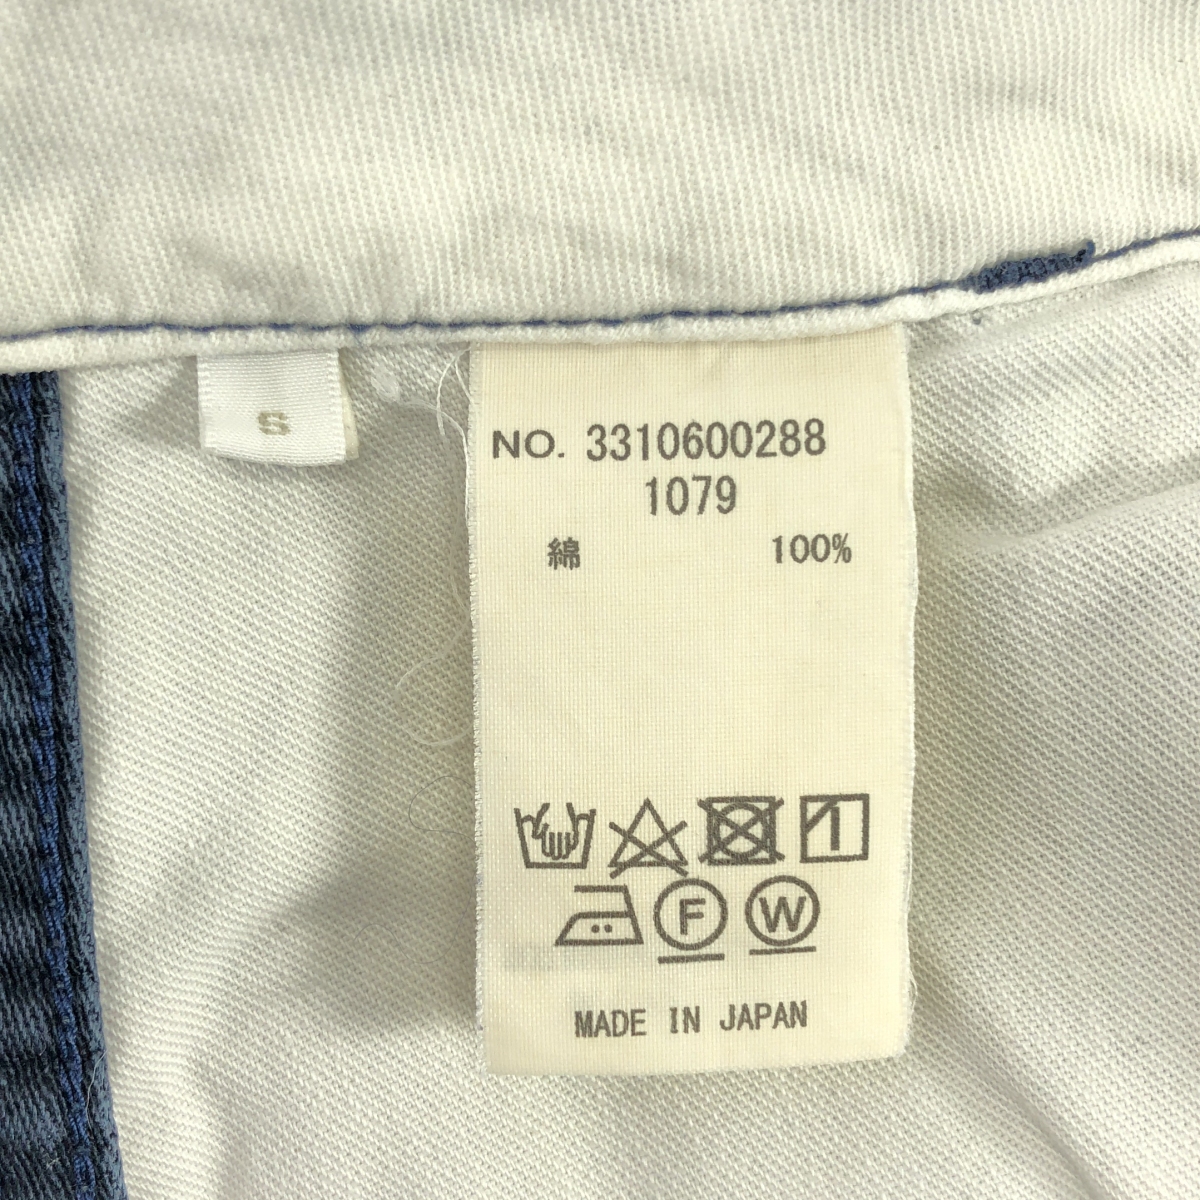 S
NO. 3310600288
1079
綿 100%
F W
MADE IN JAPAN